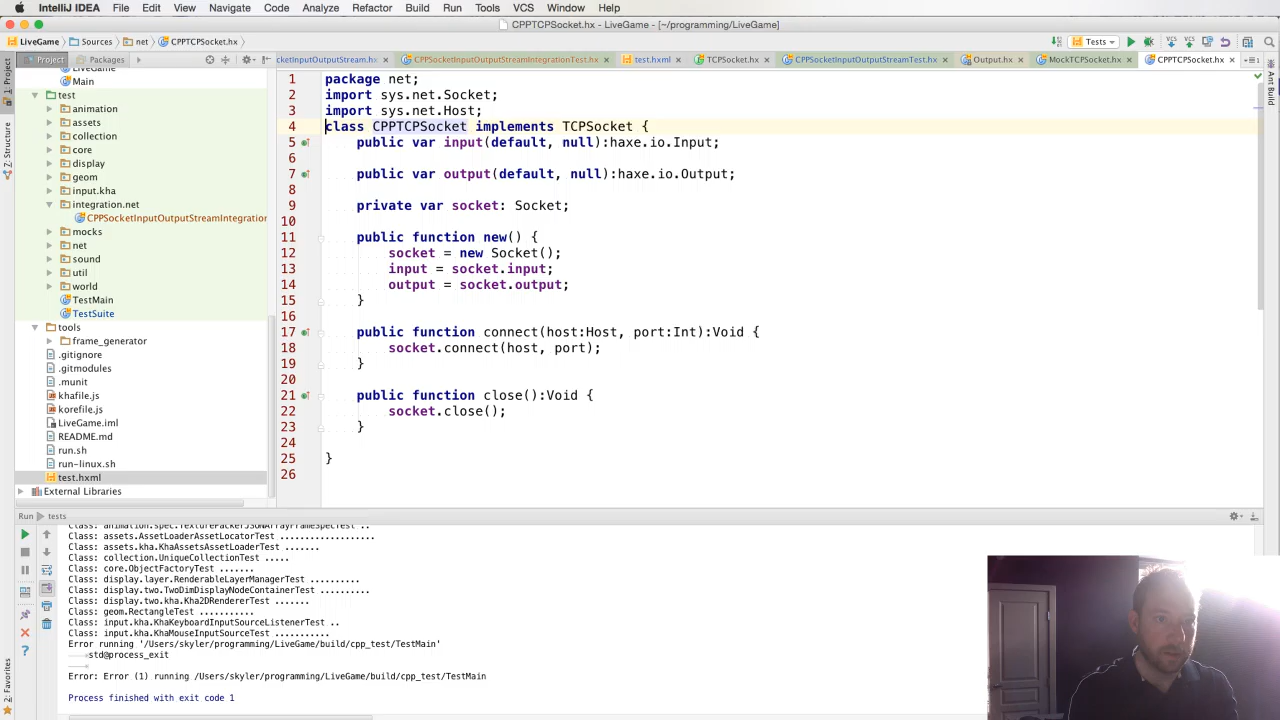 IntelliJ IDEA File Edit View Navigate Code Analyze Refactor Build Run Tools VCS Window Help
CPPTCPSocket.hx - LiveGame - [~/programming/LiveGame]
LiveGame Sources net CPPTCPSocket.hx Tests
Project Packages cketInputOutputStream.hx CPPSocketInputOutputStreamIntegrationTest.hx test.hxml TCPSocket.hx CPPSocketInputOutputStreamTest.hx Output.hx MockTCPSocket.hx CPPTCPSocket.hx
1: Project
7: Structure
2: Favorites
Ant Build
LiveGame
Main
test
animation
assets
collection
core
display
geom
input.kha
integration.net
CPPSocketInputOutputStreamIntegration
mocks
net
sound
util
world
TestMain
TestSuite
tools
frame_generator
.gitignore
.gitmodules
.munit
khafile.js
korefile.js
LiveGame.iml
README.md
run.sh
run-linux.sh
test.hxml
External Libraries
1 package net;
2 import sys.net.Socket;
3 import sys.net.Host;
4 class CPPTCPSocket implements TCPSocket {
5 public var input(default, null):haxe.io.Input;
6
7 public var output(default, null):haxe.io.Output;
8
9 private var socket: Socket;
10
11 public function new() {
12 socket = new Socket();
13 input = socket.input;
14 output = socket.output;
15 }
16
17 public function connect(host:Host, port:Int):Void {
18 socket.connect(host, port);
19 }
20
21 public function close():Void {
22 socket.close();
23 }
24
25 }
26
Run tests
Class: animation.spec.TexturePackerJSONArrayFrameSpecTest ..
Class: assets.AssetLoaderAssetLocatorTest ..................
Class: assets.kha.KhaAssetsAssetLoaderTest .......
Class: collection.UniqueCollectionTest .....
Class: core.ObjectFactoryTest .......
Class: display.layer.RenderableLayerManagerTest ..........
Class: display.two.TwoDimDisplayNodeContainerTest ..........
Class: display.two.kha.Kha2DRendererTest .......
Class: geom.RectangleTest ...........
Class: input.kha.KhaKeyboardInputSourceListenerTest ..
Class: input.kha.KhaMouseInputSourceTest ...........
Error running '/Users/skyler/programming/LiveGame/build/cpp_test/TestMain'
std@process_exit
Error: Error (1) running /Users/skyler/programming/LiveGame/build/cpp_test/TestMain
Process finished with exit code 1